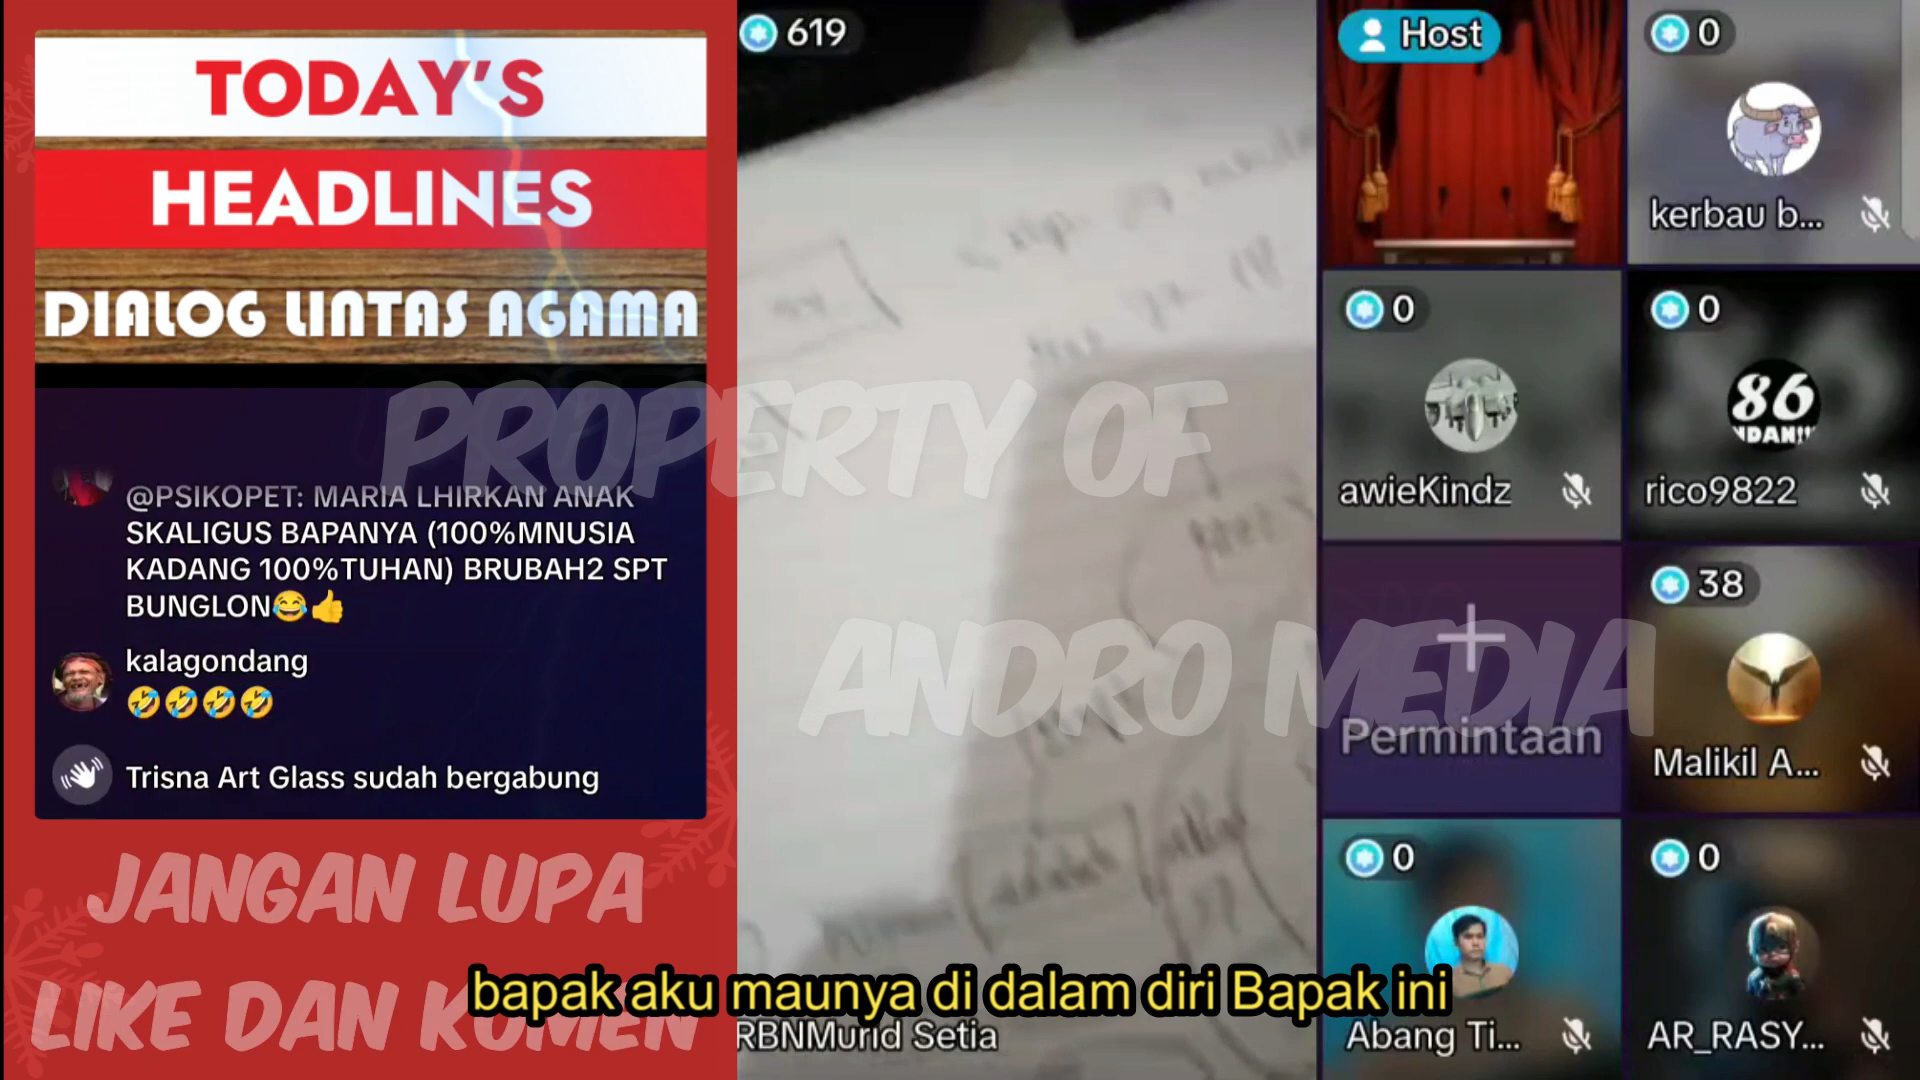 TODAY'S
HEADLINES
DIALOG LINTAS AGAMA
@PSIKOPET: MARIA LHIRKAN ANAK
SKALIGUS BAPANYA (100%MNUSIA
KADANG 100%TUHAN) BRUBAH2 SPT
BUNGLON😂👍
kalagondang
🤣🤣🤣🤣
Trisna Art Glass sudah bergabung
JANGAN LUPA
LIKE DAN KOMEN
619
RBNMurid Setia
Host
0
kerbau b...
0
awieKindz
0
86
rico9822
Permintaan
38
Malikil A...
0
Abang Ti...
0
AR_RASY...
PROPERTY OF
ANDRO MEDIA
bapak aku maunya di dalam diri Bapak ini